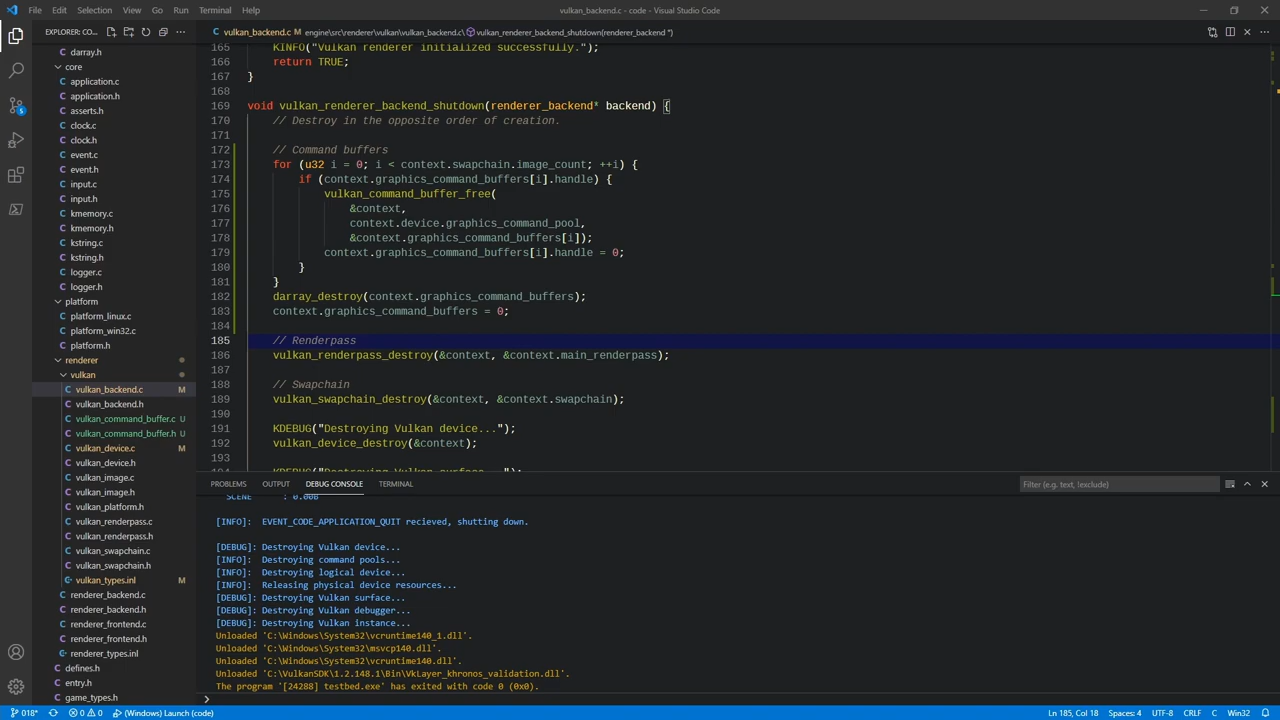 File Edit Selection View Go Run Terminal Help
vulkan_backend.c - code - Visual Studio Code
EXPLORER: CO...
darray.h
core
application.c
application.h
asserts.h
clock.c
clock.h
event.c
event.h
input.c
input.h
kmemory.c
kmemory.h
kstring.c
kstring.h
logger.c
logger.h
platform
platform_linux.c
platform_win32.c
platform.h
renderer
vulkan
vulkan_backend.c M
vulkan_backend.h
vulkan_command_buffer.c U
vulkan_command_buffer.h U
vulkan_device.c M
vulkan_device.h
vulkan_image.c
vulkan_image.h
vulkan_platform.h
vulkan_renderpass.c
vulkan_renderpass.h
vulkan_swapchain.c
vulkan_swapchain.h
vulkan_types.inl M
renderer_backend.c
renderer_backend.h
renderer_frontend.c
renderer_frontend.h
renderer_types.inl
defines.h
entry.h
game_types.h
vulkan_backend.c engine\src\renderer\vulkan\vulkan_backend.c\vulkan_renderer_backend_shutdown(renderer_backend *)
165 KINFO("Vulkan renderer initialized successfully.");
166 return TRUE;
167 }
168
169 void vulkan_renderer_backend_shutdown(renderer_backend* backend) {
170 // Destroy in the opposite order of creation.
171
172 // Command buffers
173 for (u32 i = 0; i < context.swapchain.image_count; ++i) {
174 if (context.graphics_command_buffers[i].handle) {
175 vulkan_command_buffer_free(
176 &context,
177 context.device.graphics_command_pool,
178 &context.graphics_command_buffers[i]);
179 context.graphics_command_buffers[i].handle = 0;
180 }
181 }
182 darray_destroy(context.graphics_command_buffers);
183 context.graphics_command_buffers = 0;
184
185 // Renderpass
186 vulkan_renderpass_destroy(&context, &context.main_renderpass);
187
188 // Swapchain
189 vulkan_swapchain_destroy(&context, &context.swapchain);
190
191 KDEBUG("Destroying Vulkan device...");
192 vulkan_device_destroy(&context);
193
194 KDEBUG("Destroying Vulkan surface...");
PROBLEMS OUTPUT DEBUG CONSOLE TERMINAL
Filter (e.g. text, !exclude)
SCENE : 0.008
[INFO]: EVENT_CODE_APPLICATION_QUIT recieved, shutting down.
[DEBUG]: Destroying Vulkan device...
[INFO]: Destroying command pools...
[INFO]: Destroying logical device...
[INFO]: Releasing physical device resources...
[DEBUG]: Destroying Vulkan surface...
[DEBUG]: Destroying Vulkan debugger...
[DEBUG]: Destroying Vulkan instance...
Unloaded 'C:\Windows\System32\vcruntime140_1.dll'.
Unloaded 'C:\Windows\System32\msvcp140.dll'.
Unloaded 'C:\Windows\System32\vcruntime140.dll'.
Unloaded 'C:\VulkanSDK\1.2.148.1\Bin\VkLayer_khronos_validation.dll'.
The program '[24288] testbed.exe' has exited with code 0 (0x0).
018* 0 0 (Windows) Launch (code) Ln 185, Col 18 Spaces: 4 UTF-8 CRLF C Win32